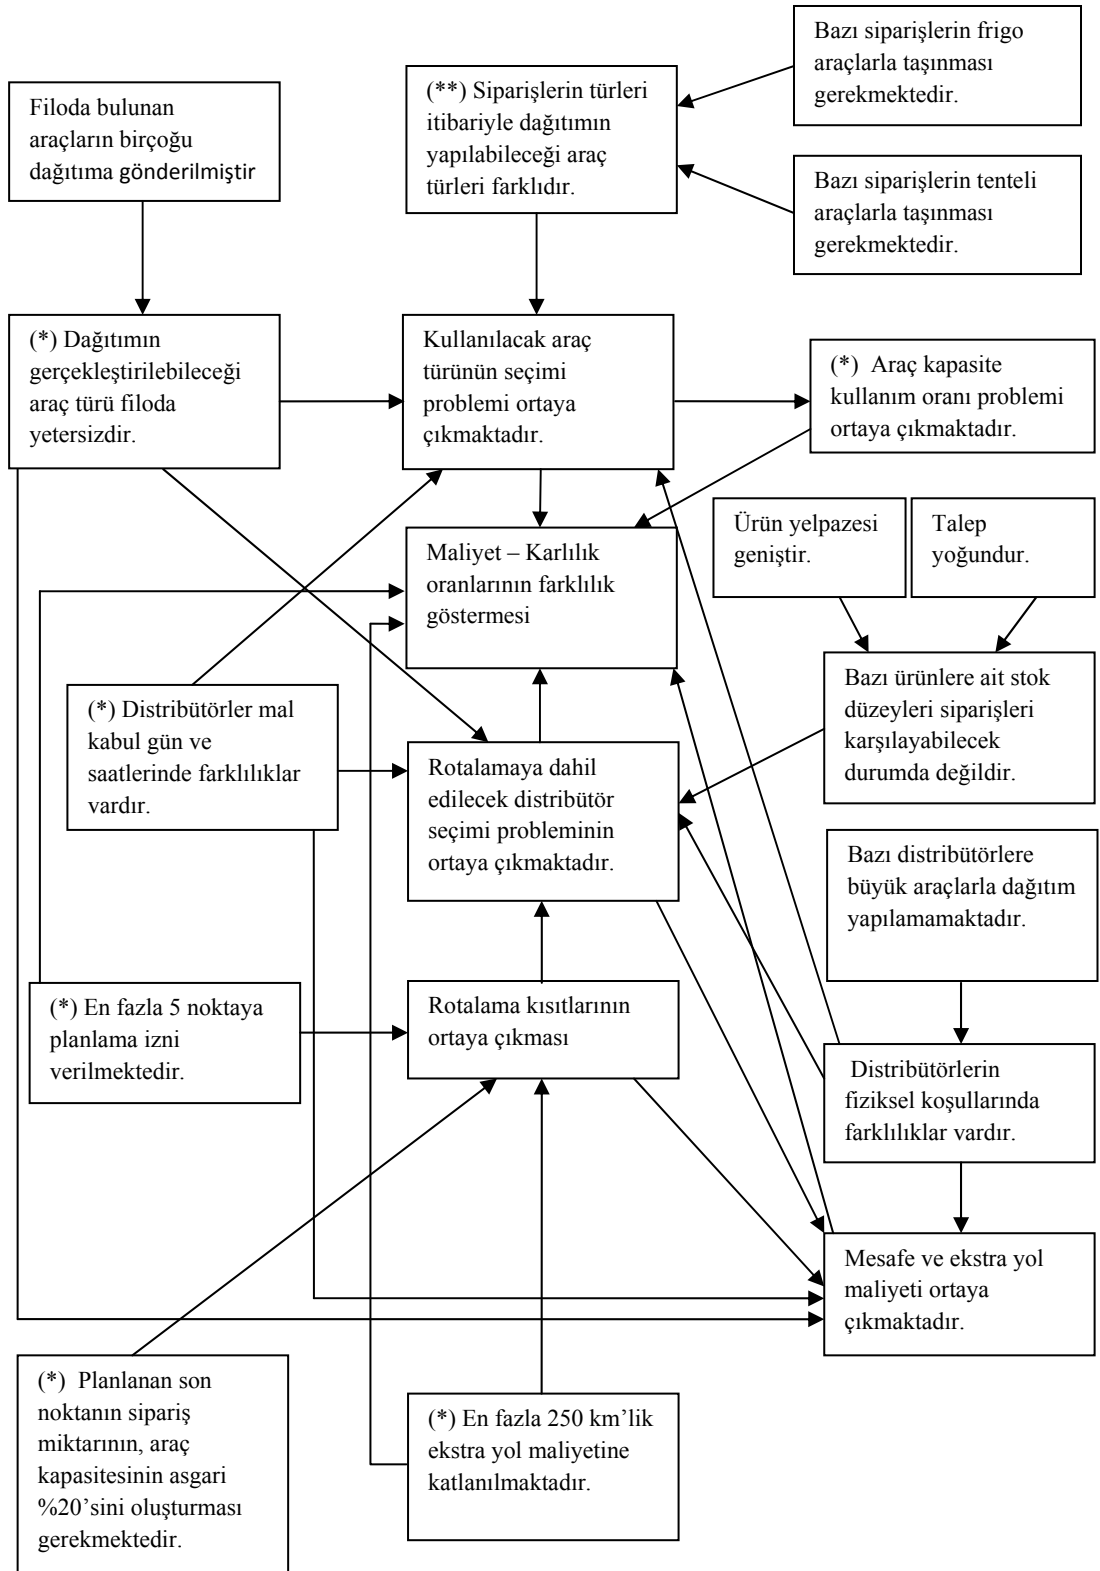 Bazı siparişlerin frigo
araçlarla taşınması
gerekmektedir.
(**) Siparişlerin türleri
itibariyle dağıtımın
yapılabileceği araç
türleri farklıdır.
Filoda bulunan
araçların birçoğu
dağıtıma gönderilmiştir
Bazı siparişlerin tenteli
araçlarla taşınması
gerekmektedir.
(*) Dağıtımın
gerçekleştirilebileceği
araç türü filoda
yetersizdir.
Kullanılacak araç
türünün seçimi
problemi ortaya
çıkmaktadır.
(*) Araç kapasite
kullanım oranı problemi
ortaya çıkmaktadır.
Ürün yelpazesi
geniştir.
Talep
yoğundur.
Maliyet – Karlılık
oranlarının farklılık
göstermesi
Bazı ürünlere ait stok
düzeyleri siparişleri
karşılayabilecek
durumda değildir.
(*) Distribütörler mal
kabul gün ve
saatlerinde farklılıklar
vardır.
Rotalamaya dahil
edilecek distribütör
seçimi probleminin
ortaya çıkmaktadır.
Bazı distribütörlere
büyük araçlarla dağıtım
yapılamamaktadır.
(*) En fazla 5 noktaya
planlama izni
verilmektedir.
Rotalama kısıtlarının
ortaya çıkması
Distribütörlerin
fiziksel koşullarında
farklılıklar vardır.
Mesafe ve ekstra yol
maliyeti ortaya
çıkmaktadır.
(*) Planlanan son
noktanın sipariş
miktarının, araç
kapasitesinin asgari
%20’sini oluşturması
gerekmektedir.
(*) En fazla 250 km’lik
ekstra yol maliyetine
katlanılmaktadır.